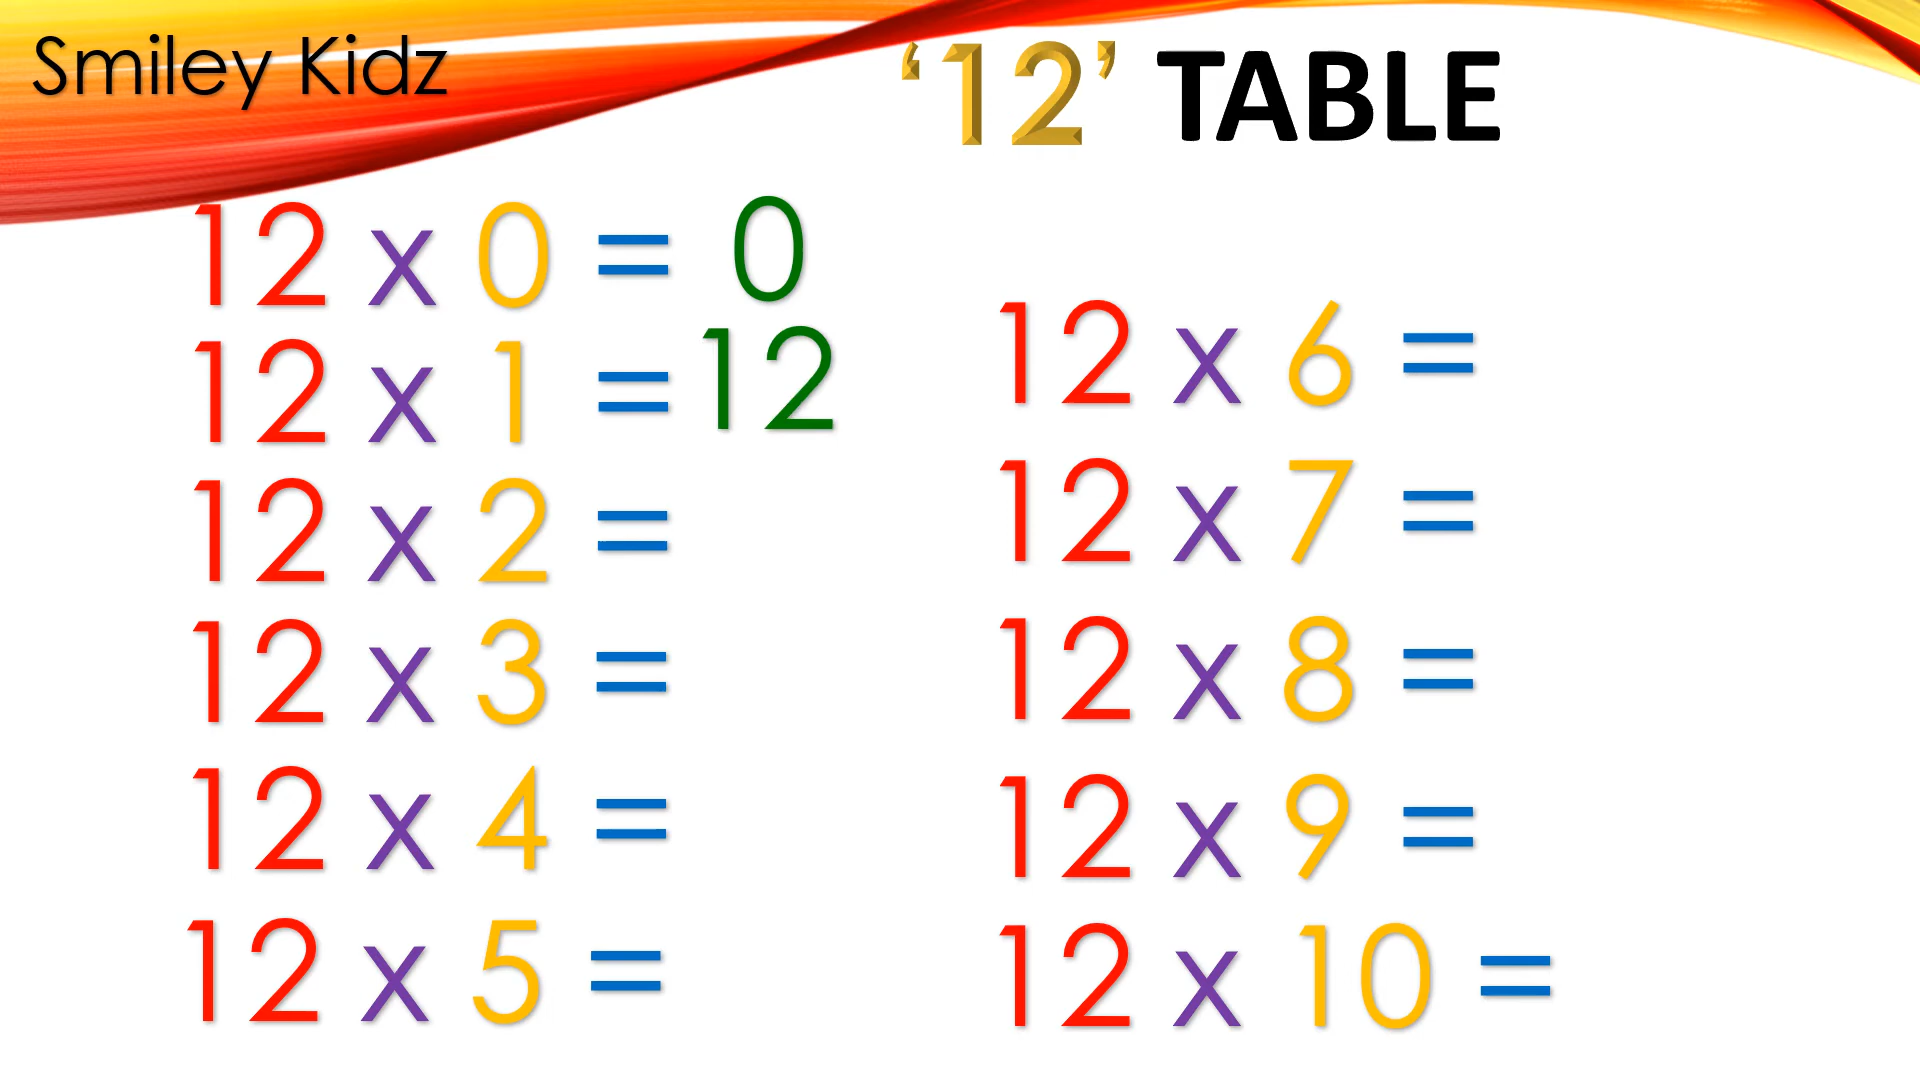 Smiley Kidz
‘12’ TABLE
12 x 0 = 0
12 x 1 = 12
12 x 2 =
12 x 3 =
12 x 4 =
12 x 5 =
12 x 6 =
12 x 7 =
12 x 8 =
12 x 9 =
12 x 10 =